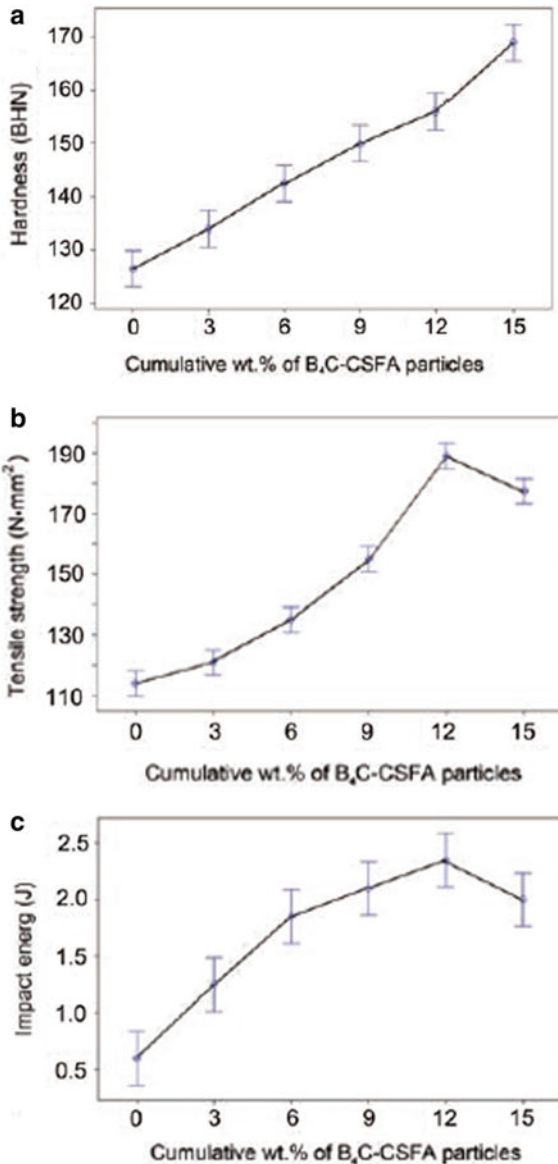 a
170
160
150
140
130
120
Hardness (BHN)
0 3 6 9 12 15
Cumulative wt.% of B₄C-CSFA particles
b
190
170
150
130
110
Tensile strength (N·mm⁻²)
0 3 6 9 12 15
Cumulative wt.% of B₄C-CSFA particles
c
2.5
2.0
1.5
1.0
0.5
Impact energ (J)
0 3 6 9 12 15
Cumulative wt.% of B₄C-CSFA particles